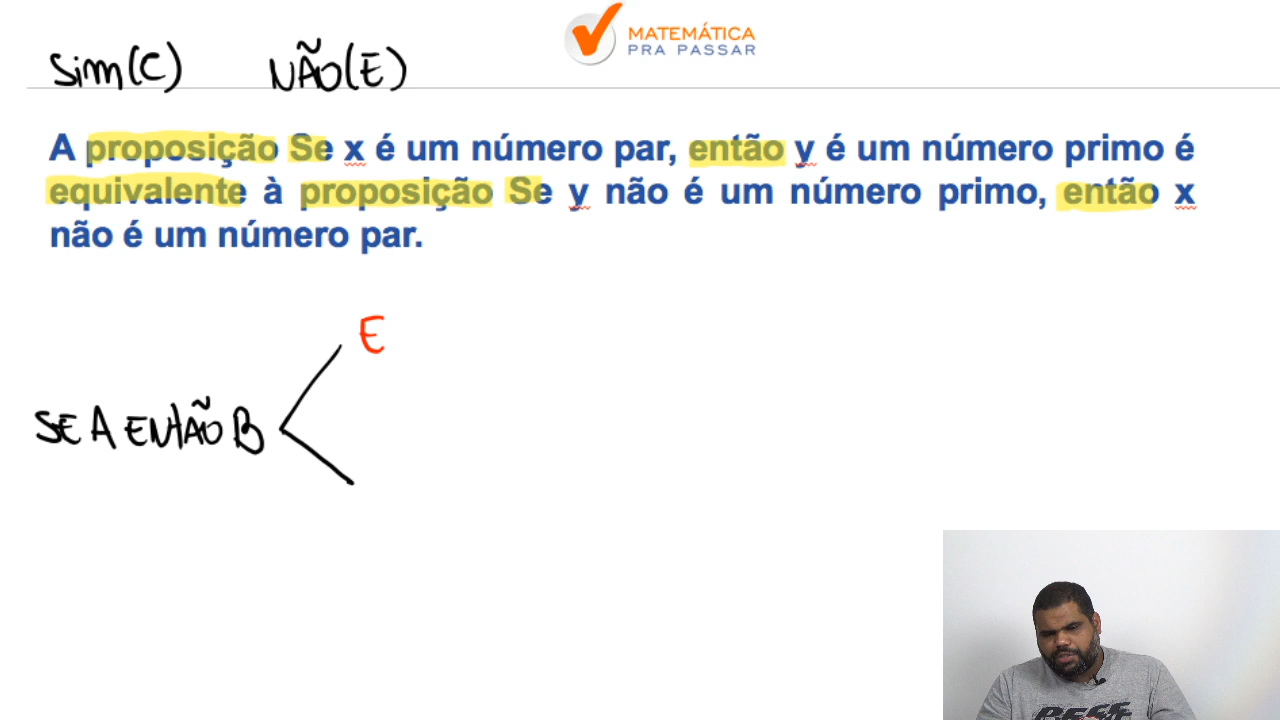 MATEMÁTICA
PRA PASSAR
Sim(C) NÃO(E)
A proposição Se x é um número par, então y é um número primo é
equivalente à proposição Se y não é um número primo, então x
não é um número par.
E
SE A ENTÃO B